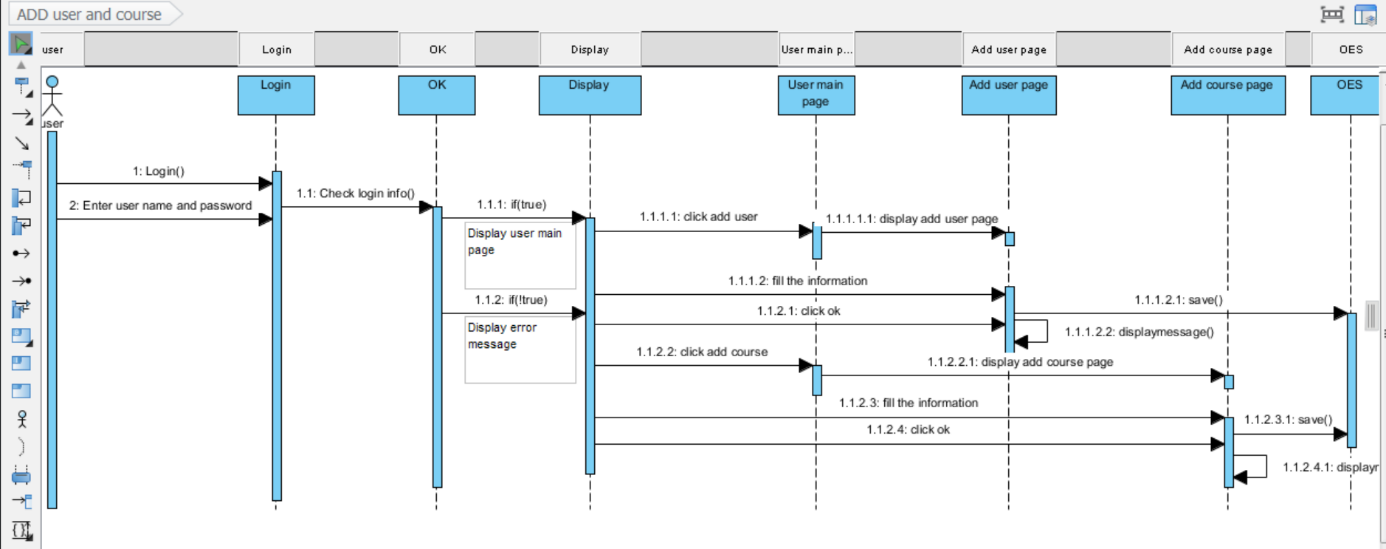 ADD user and course
user
Login
OK
Display
User main p...
Add user page
Add course page
OES
Login
OK
Display
User main
page
Add user page
Add course page
OES
user
1: Login()
1.1: Check login info()
2: Enter user name and password
1.1.1: if(true)
1.1.1.1: click add user
1.1.1.1.1: display add user page
Display user main
page
1.1.1.2: fill the information
1.1.2: if(!true)
1.1.1.2.1: save()
1.1.2.1: click ok
Display error
message
1.1.1.2.2: displaymessage()
1.1.2.2: click add course
1.1.2.2.1: display add course page
1.1.2.3: fill the information
1.1.2.3.1: save()
1.1.2.4: click ok
1.1.2.4.1: display